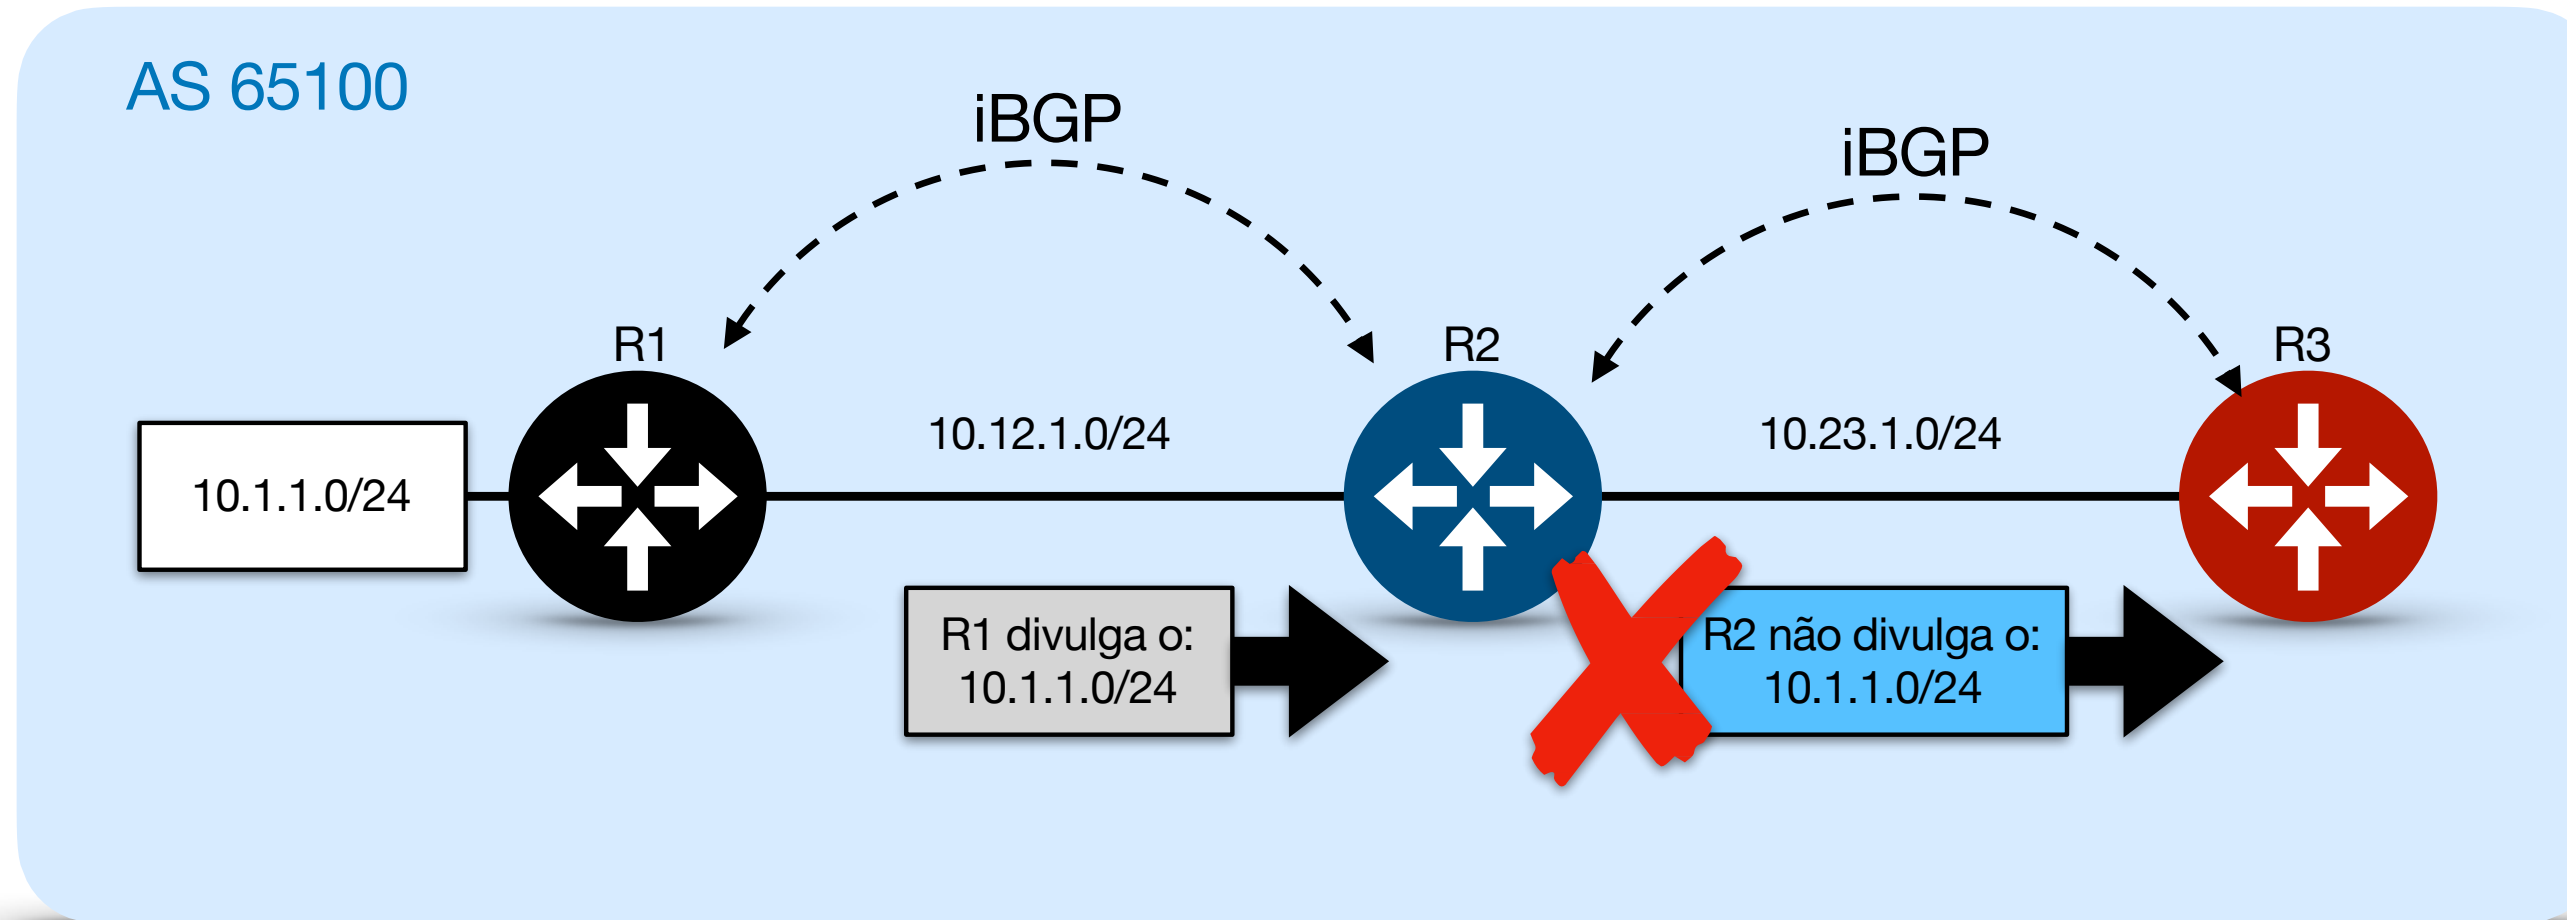 AS 65100
iBGP
iBGP
R1
R2
R3
10.1.1.0/24
10.12.1.0/24
10.23.1.0/24
R1 divulga o:
10.1.1.0/24
R2 não divulga o:
10.1.1.0/24